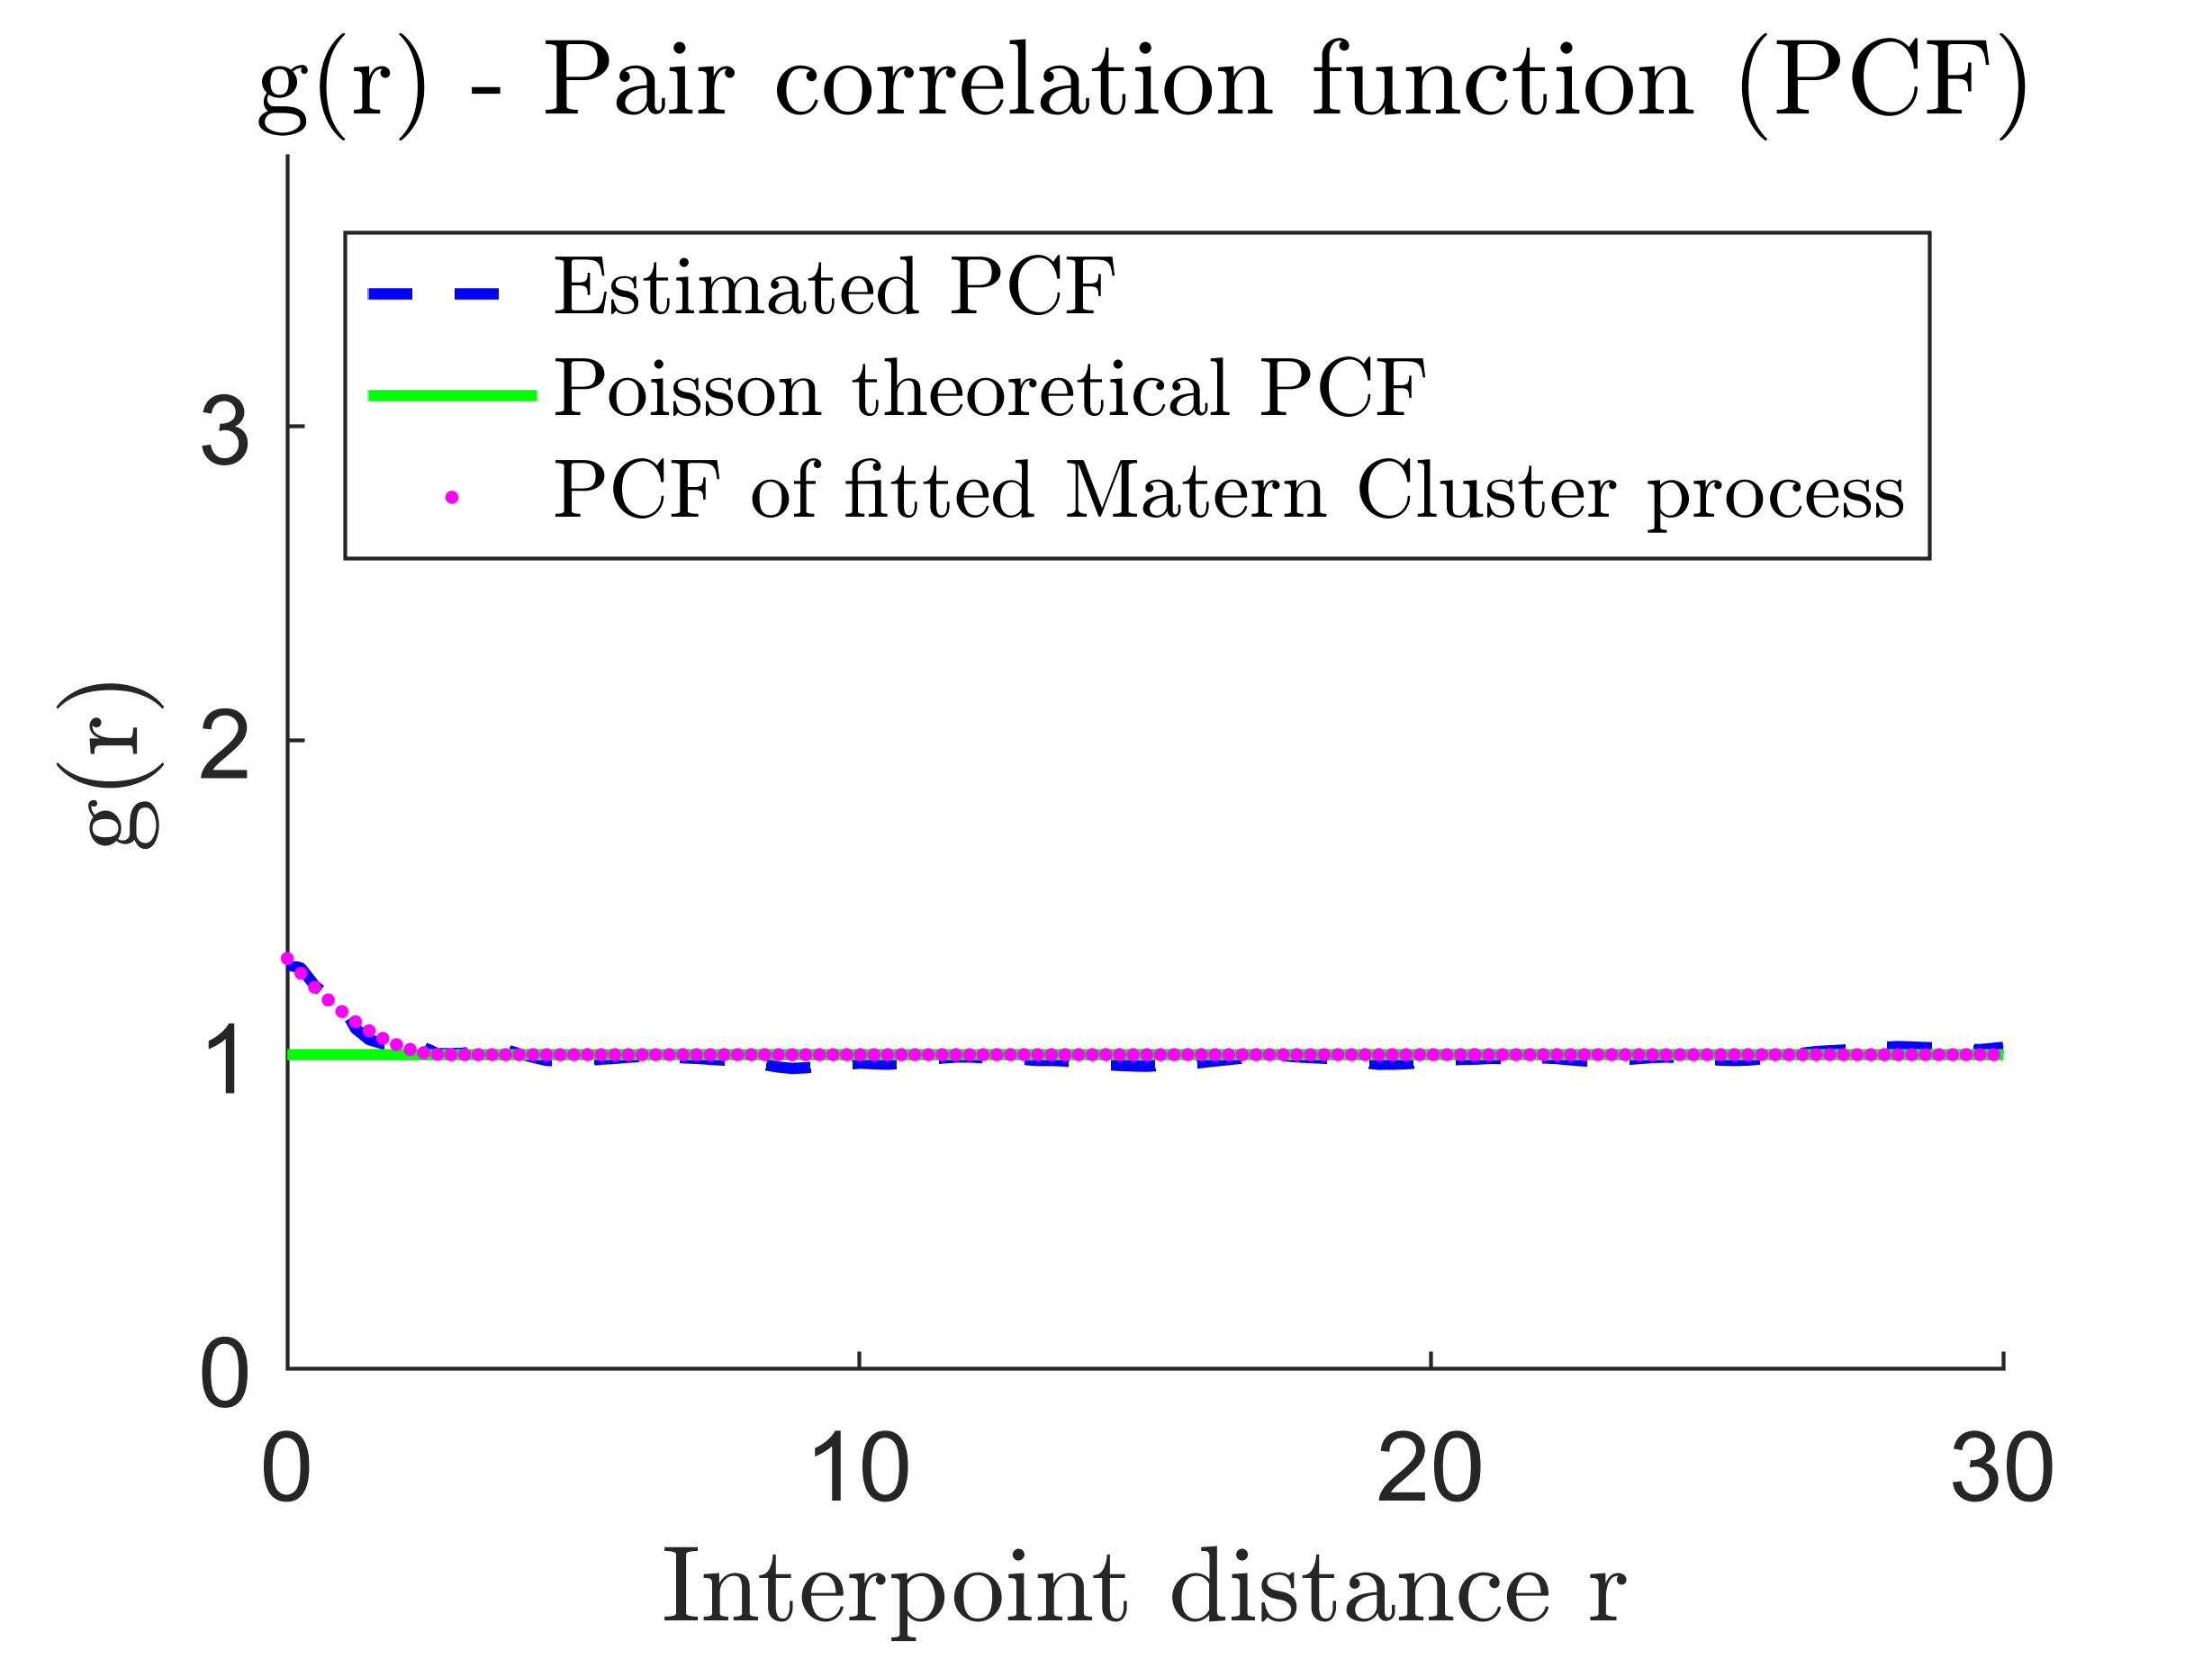 g(r) - Pair correlation function (PCF)
Estimated PCF
Poisson theoretical PCF
PCF of fitted Matern Cluster process
g(r)
3
2
1
0
0 10 20 30
Interpoint distance r